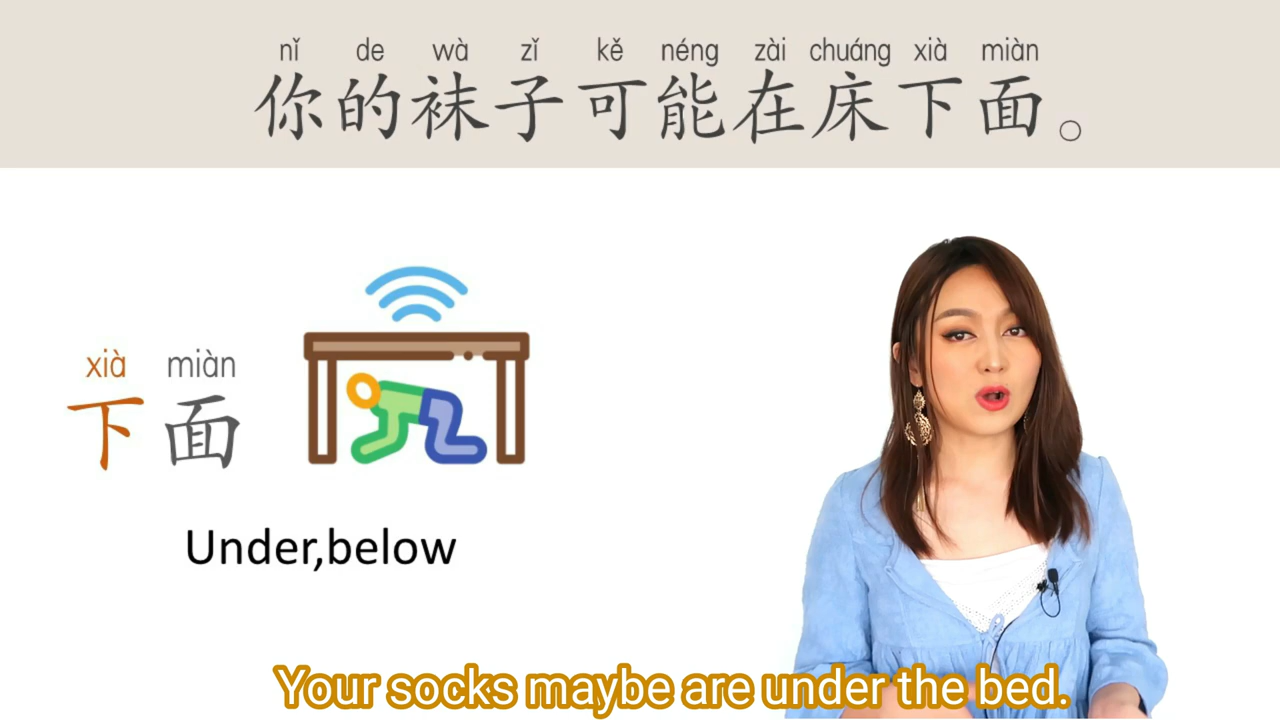 nǐ de wà zǐ kě néng zài chuáng xià miàn
你的袜子可能在床下面。
xià miàn
下面
Under,below
Your socks maybe are under the bed.